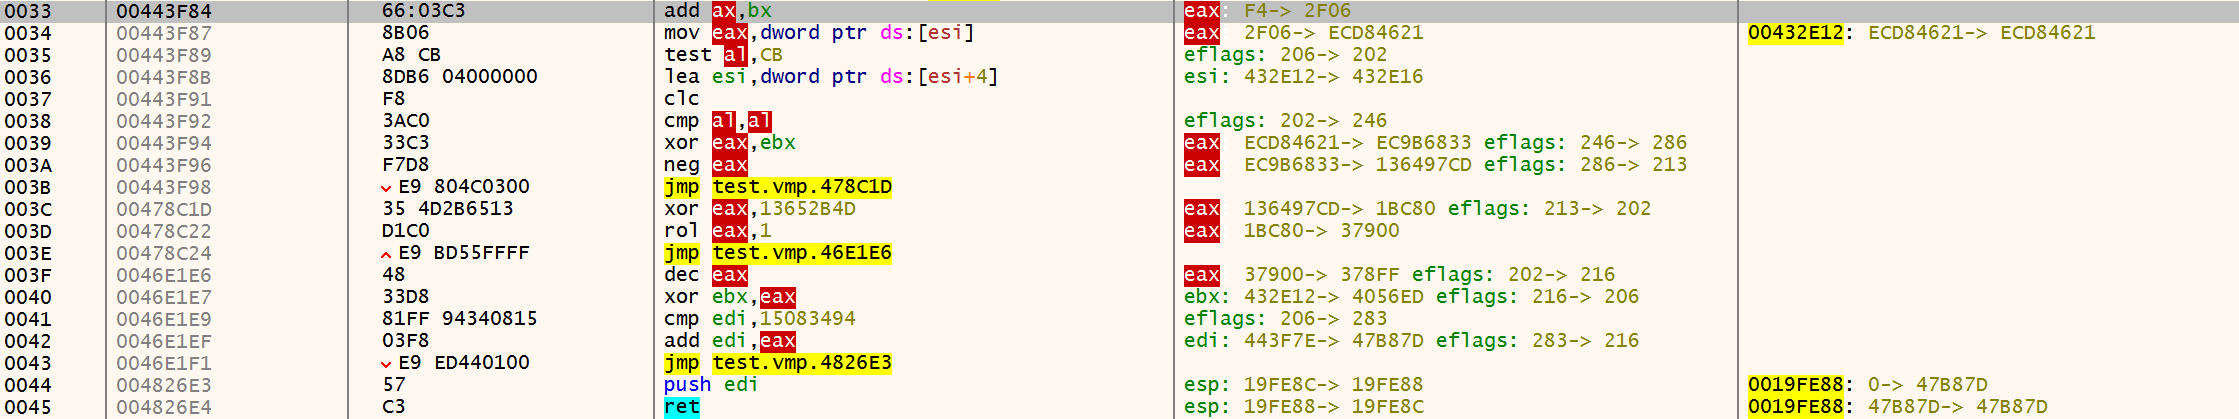 0033 00443F84 66:03C3 add ax,bx eax: F4-> 2F06
0034 00443F87 8B06 mov eax,dword ptr ds:[esi] eax 2F06-> ECD84621 00432E12: ECD84621-> ECD84621
0035 00443F89 A8 CB test al,CB eflags: 206-> 202
0036 00443F8B 8DB6 04000000 lea esi,dword ptr ds:[esi+4] esi: 432E12-> 432E16
0037 00443F91 F8 clc
0038 00443F92 3AC0 cmp al,al eflags: 202-> 246
0039 00443F94 33C3 xor eax,ebx eax ECD84621-> EC9B6833 eflags: 246-> 286
003A 00443F96 F7D8 neg eax eax EC9B6833-> 136497CD eflags: 286-> 213
003B 00443F98 E9 804C0300 jmp test.vmp.478C1D
003C 00478C1D 35 4D2B6513 xor eax,13652B4D eax 136497CD-> 1BC80 eflags: 213-> 202
003D 00478C22 D1C0 rol eax,1 eax 1BC80-> 37900
003E 00478C24 E9 BD55FFFF jmp test.vmp.46E1E6
003F 0046E1E6 48 dec eax eax 37900-> 378FF eflags: 202-> 216
0040 0046E1E7 33D8 xor ebx,eax ebx: 432E12-> 4056ED eflags: 216-> 206
0041 0046E1E9 81FF 94340815 cmp edi,15083494 eflags: 206-> 283
0042 0046E1EF 03F8 add edi,eax edi: 443F7E-> 47B87D eflags: 283-> 216
0043 0046E1F1 E9 ED440100 jmp test.vmp.4826E3
0044 004826E3 57 push edi esp: 19FE8C-> 19FE88 0019FE88: 0-> 47B87D
0045 004826E4 C3 ret esp: 19FE88-> 19FE8C 0019FE88: 47B87D-> 47B87D